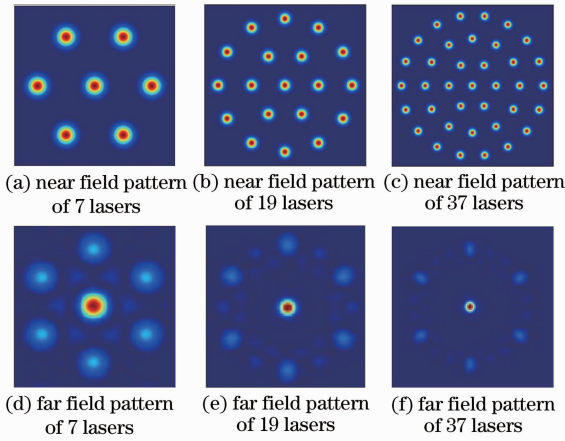 (a) near field pattern
of 7 lasers
(b) near field pattern
of 19 lasers
(c) near field pattern
of 37 lasers
(d) far field pattern
of 7 lasers
(e) far field pattern
of 19 lasers
(f) far field pattern
of 37 lasers